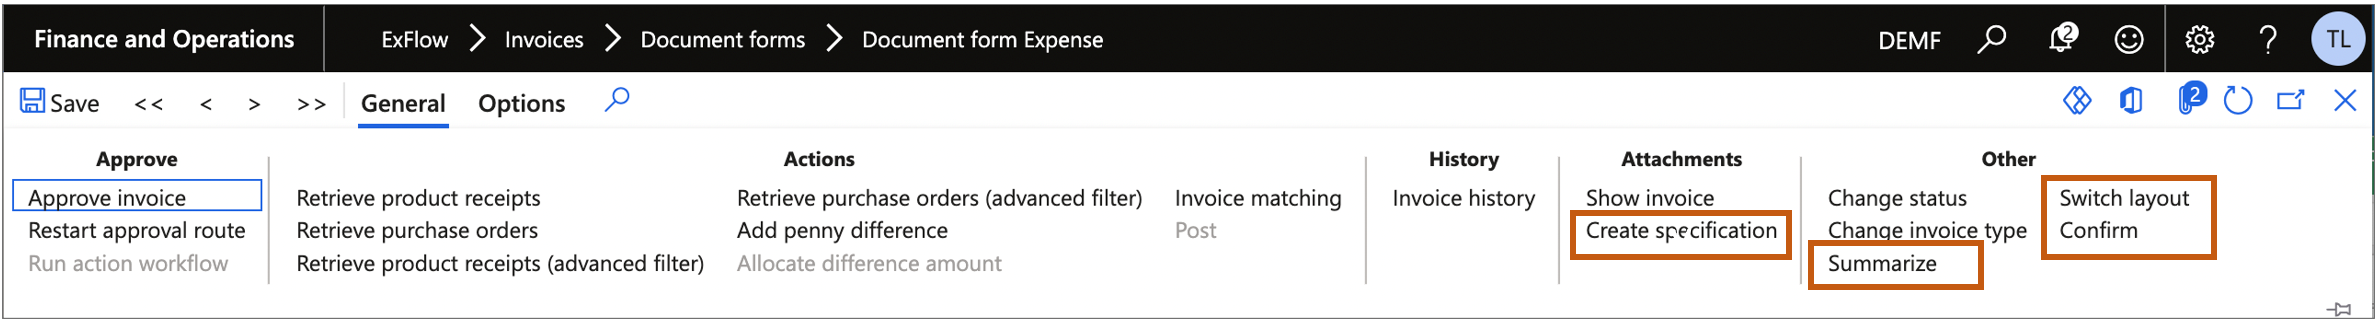 Finance and Operations ExFlow > Invoices > Document forms > Document form Expense DEMF 2 ? TL
Save << < > >> General Options 2
Approve
Approve invoice
Restart approval route
Run action workflow
Actions
Retrieve product receipts
Retrieve purchase orders
Retrieve product receipts (advanced filter)
Retrieve purchase orders (advanced filter)
Add penny difference
Allocate difference amount
Invoice matching
Post
History
Invoice history
Attachments
Show invoice
Create specification
Other
Change status
Change invoice type
Summarize
Switch layout
Confirm